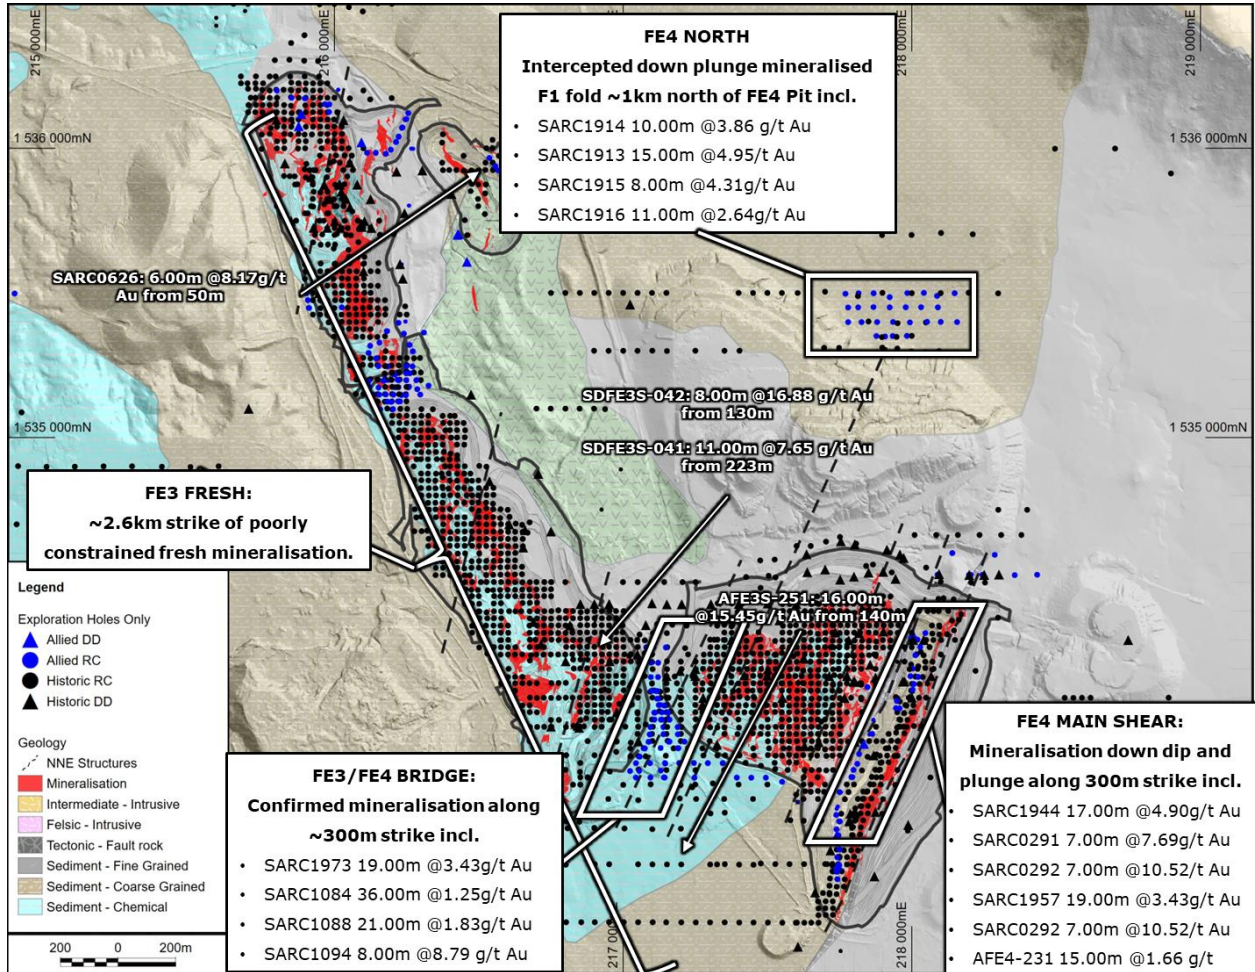 215 000mE
216 000mE
218 000mE
219 000mE
FE4 NORTH
Intercepted down plunge mineralised
F1 fold ~1km north of FE4 Pit incl.
• SARC1914 10.00m @3.86 g/t Au
• SARC1913 15.00m @4.95/t Au
• SARC1915 8.00m @4.31g/t Au
• SARC1916 11.00m @2.64g/t Au
1 536 000mN
1 536 000mN
SARC0626: 6.00m @8.17g/t
Au from 50m
SDFE3S-042: 8.00m @16.88 g/t Au
from 130m
1 535 000mN
1 535 000mN
SDFE3S-041: 11.00m @7.65 g/t Au
from 223m
FE3 FRESH:
~2.6km strike of poorly
constrained fresh mineralisation.
AFE3S-251: 16.00m
@15.45g/t Au from 140m
Legend
Exploration Holes Only
Allied DD
Allied RC
Historic RC
Historic DD
Geology
NNE Structures
Mineralisation
Intermediate - Intrusive
Felsic - Intrusive
Tectonic - Fault rock
Sediment - Fine Grained
Sediment - Coarse Grained
Sediment - Chemical
200 0 200m
FE3/FE4 BRIDGE:
Confirmed mineralisation along
~300m strike incl.
• SARC1973 19.00m @3.43g/t Au
• SARC1084 36.00m @1.25g/t Au
• SARC1088 21.00m @1.83g/t Au
• SARC1094 8.00m @8.79 g/t Au
FE4 MAIN SHEAR:
Mineralisation down dip and
plunge along 300m strike incl.
• SARC1944 17.00m @4.90g/t Au
• SARC0291 7.00m @7.69g/t Au
• SARC0292 7.00m @10.52/t Au
• SARC1957 19.00m @3.43g/t Au
• SARC0292 7.00m @10.52/t Au
• AFE4-231 15.00m @1.66 g/t
217
218 000mE